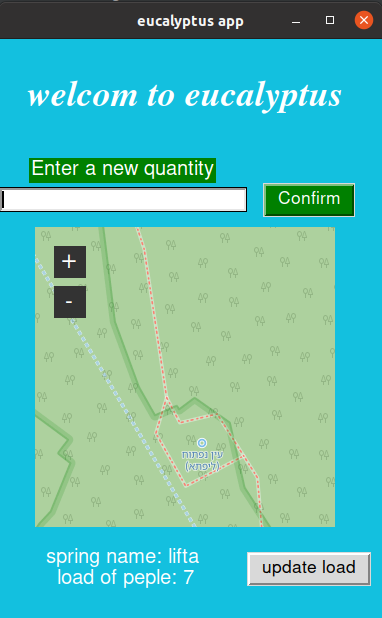 eucalyptus app
welcom to eucalyptus
Enter a new quantity
Confirm
+
-
עין נפתוח
(ליפתא)
spring name: lifta
load of peple: 7
update load